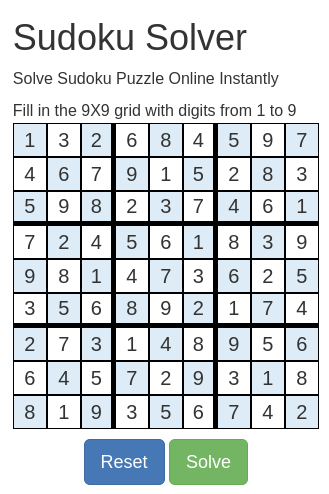 Sudoku Solver
Solve Sudoku Puzzle Online Instantly
Fill in the 9X9 grid with digits from 1 to 9
1 3 2 6 8 4 5 9 7
4 6 7 9 1 5 2 8 3
5 9 8 2 3 7 4 6 1
7 2 4 5 6 1 8 3 9
9 8 1 4 7 3 6 2 5
3 5 6 8 9 2 1 7 4
2 7 3 1 4 8 9 5 6
6 4 5 7 2 9 3 1 8
8 1 9 3 5 6 7 4 2
Reset Solve